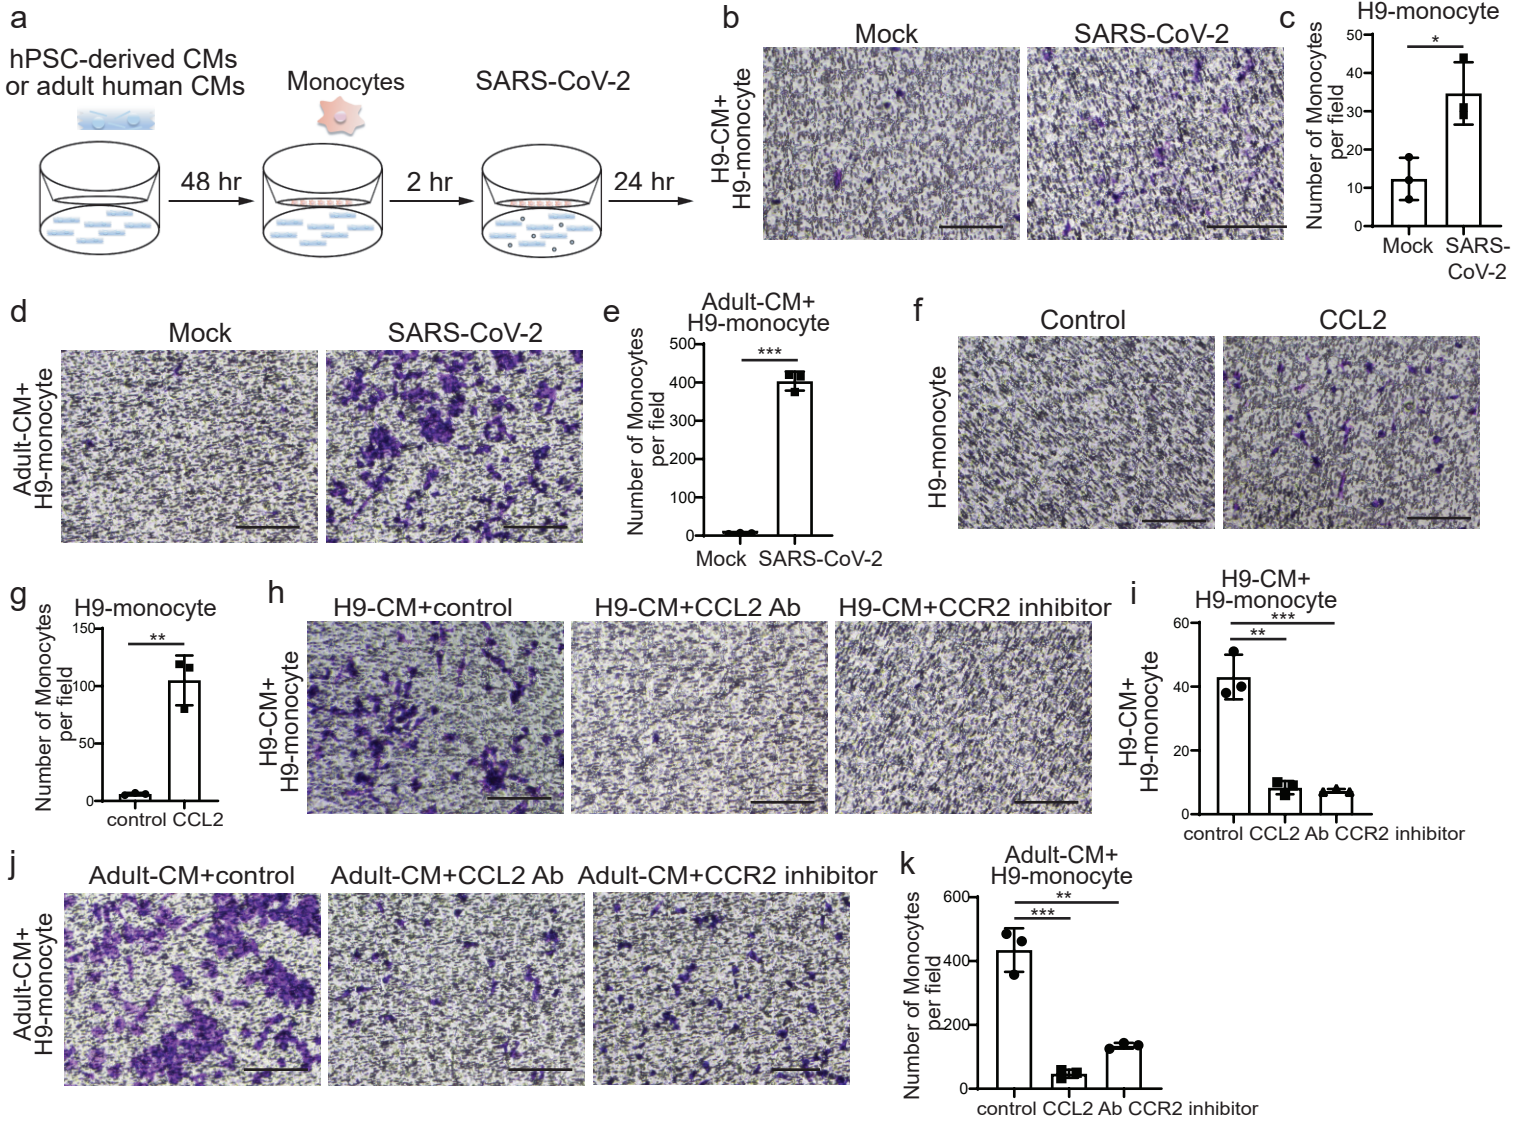 a
hPSC-derived CMs
or adult human CMs
Monocytes
SARS-CoV-2
48 hr
2 hr
24 hr
b
Mock
SARS-CoV-2
H9-CM+
H9-monocyte
c
H9-monocyte
Number of Monocytes
per field
50
40
30
20
10
0
*
Mock
SARS-
CoV-2
d
Mock
SARS-CoV-2
Adult-CM+
H9-monocyte
e
Adult-CM+
H9-monocyte
Number of Monocytes
per field
500
400
300
200
100
0
***
Mock
SARS-CoV-2
f
Control
CCL2
H9-monocyte
g
H9-monocyte
Number of Monocytes
per field
150
100
50
0
**
control CCL2
h
H9-CM+control
H9-CM+CCL2 Ab
H9-CM+CCR2 inhibitor
H9-CM+
H9-monocyte
i
H9-CM+
H9-monocyte
H9-CM+
H9-monocyte
60
40
20
0
***
**
control CCL2 Ab CCR2 inhibitor
j
Adult-CM+control
Adult-CM+CCL2 Ab
Adult-CM+CCR2 inhibitor
Adult-CM+
H9-monocyte
k
Adult-CM+
H9-monocyte
Number of Monocytes
per field
600
400
200
0
**
***
control CCL2 Ab CCR2 inhibitor